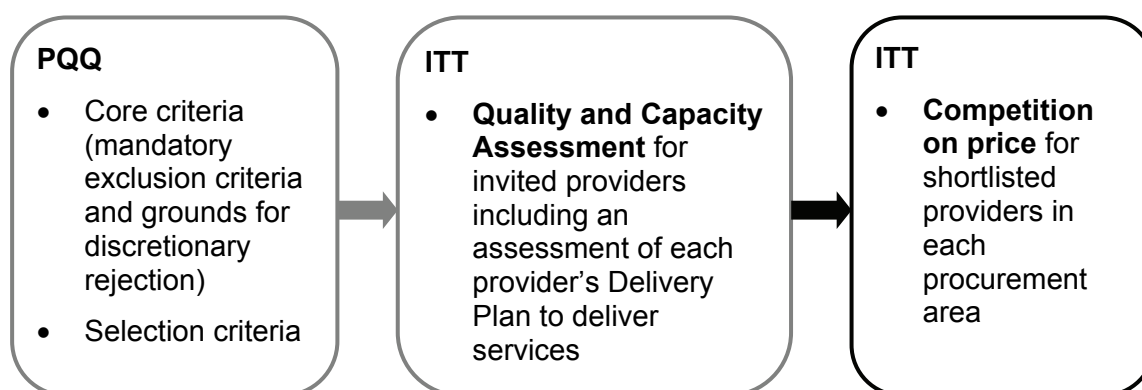 PQQ
• Core criteria
(mandatory
exclusion criteria
and grounds for
discretionary
rejection)
• Selection criteria
ITT
• Quality and Capacity
Assessment for
invited providers
including an
assessment of each
provider’s Delivery
Plan to deliver
services
ITT
• Competition
on price for
shortlisted
providers in
each
procurement
area